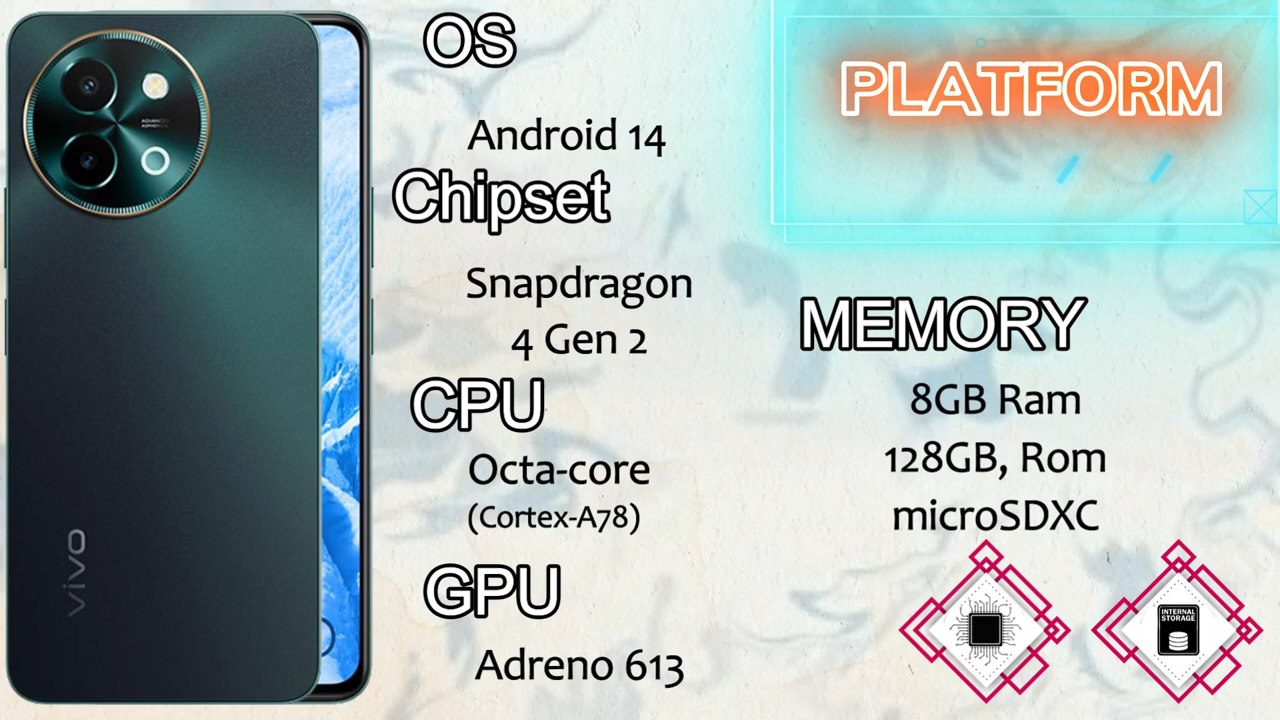 OS
Android 14
Chipset
Snapdragon
4 Gen 2
CPU
Octa-core
(Cortex-A78)
GPU
Adreno 613
PLATFORM
MEMORY
8GB Ram
128GB, Rom
microSDXC
INTERNAL
STORAGE
vivo